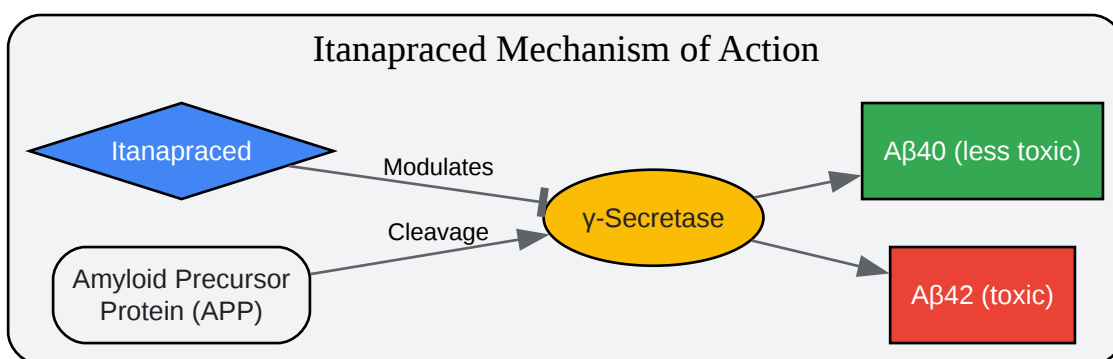 Itanapraced Mechanism of Action
Itanapraced
Modulates
Aβ40 (less toxic)
γ-Secretase
Cleavage
Amyloid Precursor
Protein (APP)
Aβ42 (toxic)